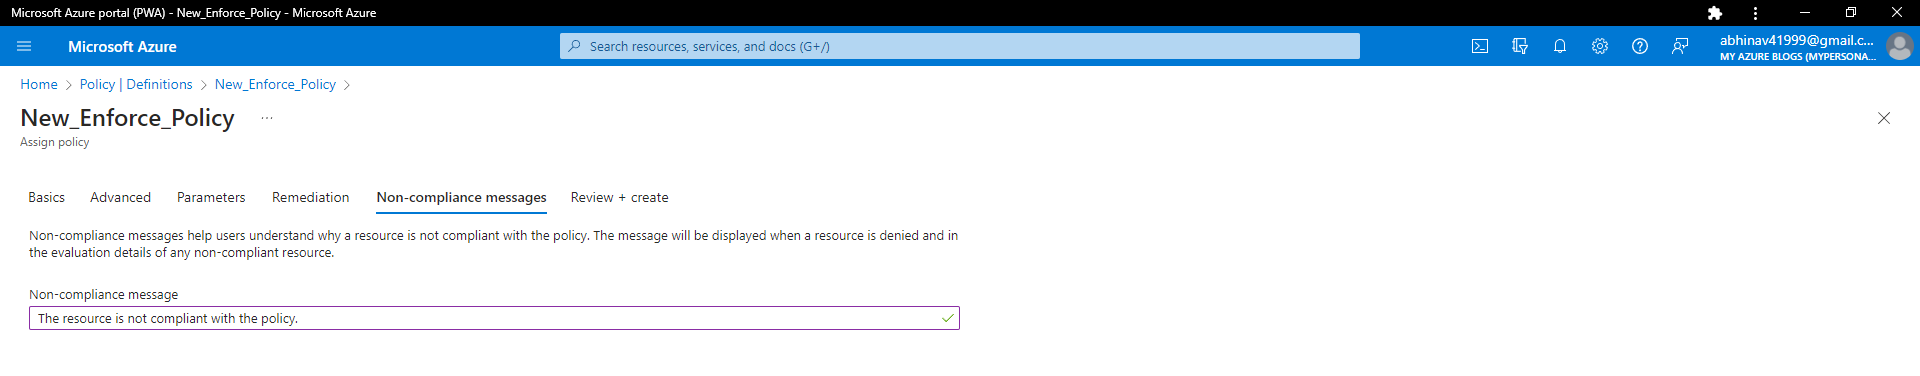 Microsoft Azure portal (PWA) - New_Enforce_Policy - Microsoft Azure
Microsoft Azure
Search resources, services, and docs (G+/)
abhinav41999@gmail.c...
MY AZURE BLOGS (MYPERSONA...
Home > Policy | Definitions > New_Enforce_Policy >
New_Enforce_Policy ...
Assign policy
Basics Advanced Parameters Remediation Non-compliance messages Review + create
Non-compliance messages help users understand why a resource is not compliant with the policy. The message will be displayed when a resource is denied and in
the evaluation details of any non-compliant resource.
Non-compliance message
The resource is not compliant with the policy.